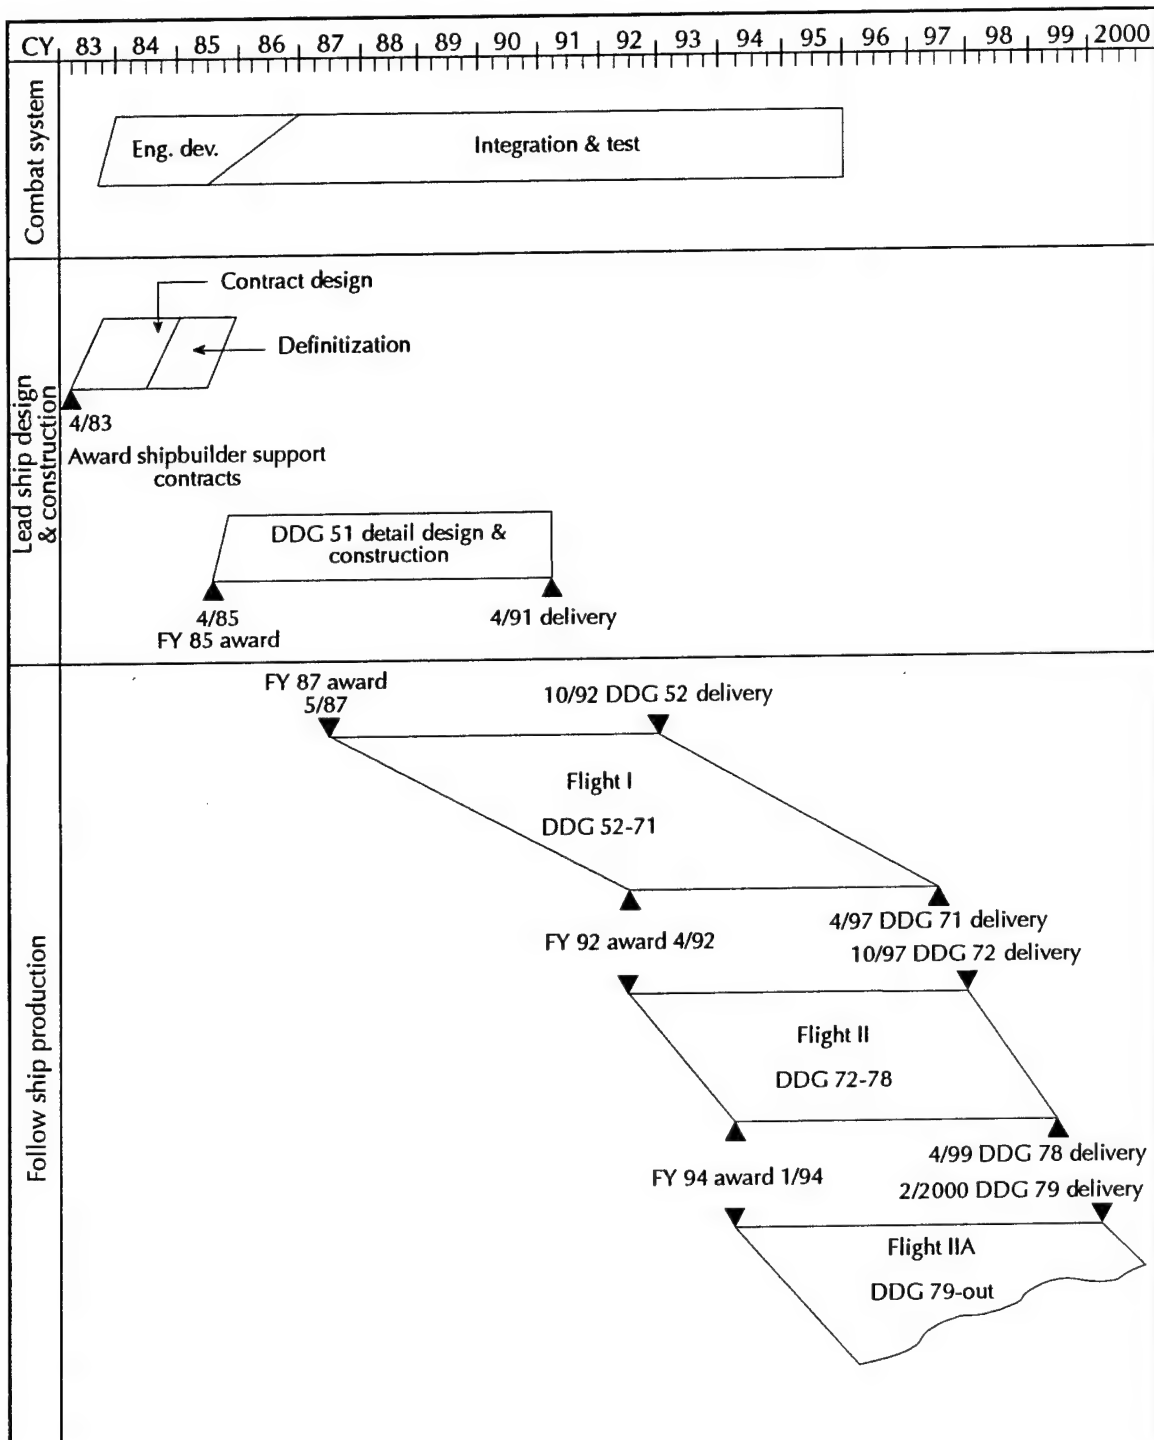 CY 83 84 85 86 87 88 89 90 91 92 93 94 95 96 97 98 99 2000
Combat system
Eng. dev.
Integration & test
Lead ship design
& construction
Contract design
Definitization
4/83
Award shipbuilder support
contracts
DDG 51 detail design &
construction
4/85
FY 85 award
4/91 delivery
Follow ship production
FY 87 award
5/87
10/92 DDG 52 delivery
Flight I
DDG 52-71
FY 92 award 4/92
4/97 DDG 71 delivery
10/97 DDG 72 delivery
Flight II
DDG 72-78
FY 94 award 1/94
4/99 DDG 78 delivery
2/2000 DDG 79 delivery
Flight IIA
DDG 79-out